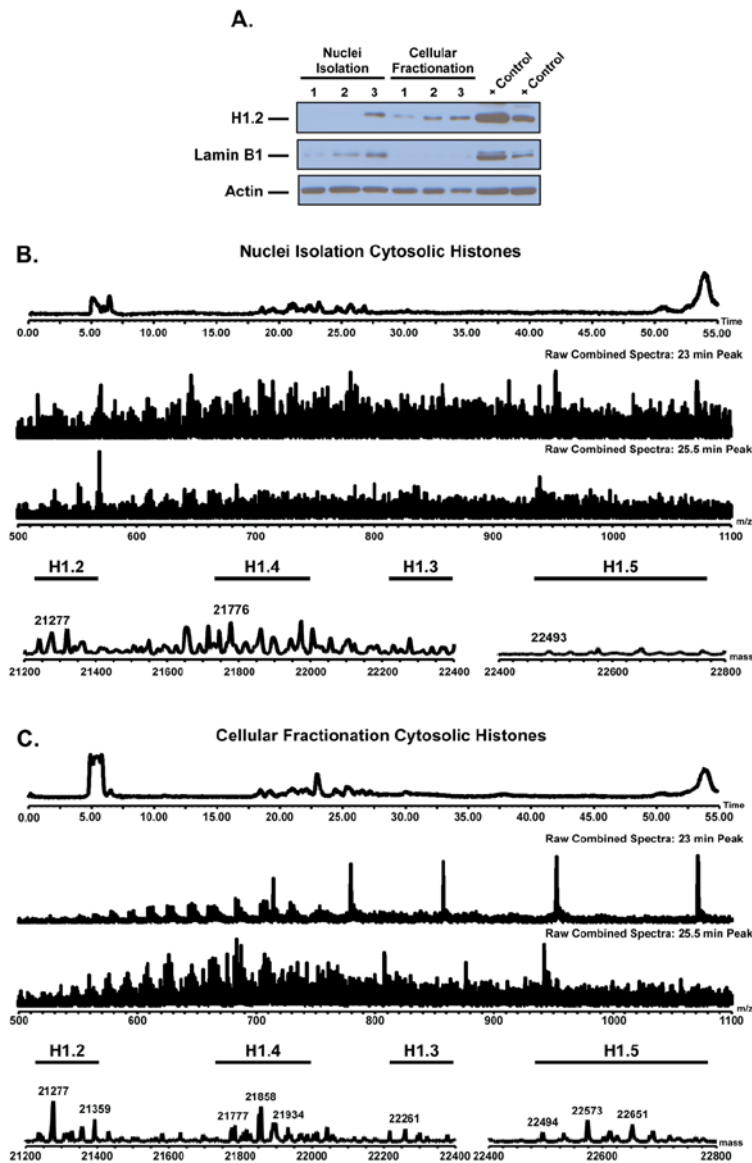 A.
Nuclei Isolation
Cellular Fractionation
+ Control
+ Control
1 2 3 1 2 3
H1.2
Lamin B1
Actin
B.
Nuclei Isolation Cytosolic Histones
0.00 5.00 10.00 15.00 20.00 25.00 30.00 35.00 40.00 45.00 50.00 55.00 Time
Raw Combined Spectra: 23 min Peak
Raw Combined Spectra: 25.5 min Peak
500 600 700 800 900 1000 1100 m/z
H1.2 H1.4 H1.3 H1.5
21277 21776 22493
21200 21400 21600 21800 22000 22200 22400 22400 22600 22800 mass
C.
Cellular Fractionation Cytosolic Histones
0.00 5.00 10.00 15.00 20.00 25.00 30.00 35.00 40.00 45.00 50.00 55.00 Time
Raw Combined Spectra: 23 min Peak
Raw Combined Spectra: 25.5 min Peak
500 600 700 800 900 1000 1100 m/z
H1.2 H1.4 H1.3 H1.5
21277 21359 21777 21858 21934 22261 22494 22573 22651
21200 21400 21600 21800 22000 22200 22400 mass 22400 22600 22800 mass